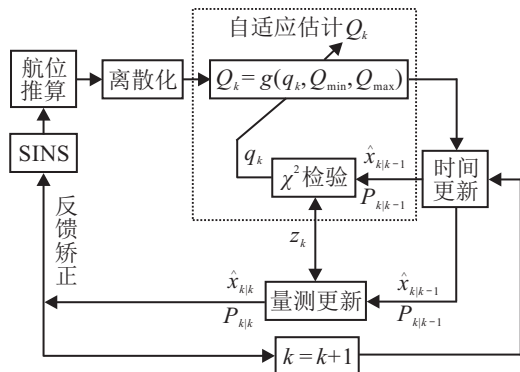 自适应估计Q_k
航位
推算
离散化
Q_k = g(q_k, Q_min, Q_max)
q_k
SINS
χ² 检验
x̂_{k|k-1}
P_{k|k-1}
时间
更新
反馈矫正
z_k
x̂_{k|k}
P_{k|k}
量测更新
x̂_{k|k-1}
P_{k|k-1}
k = k+1